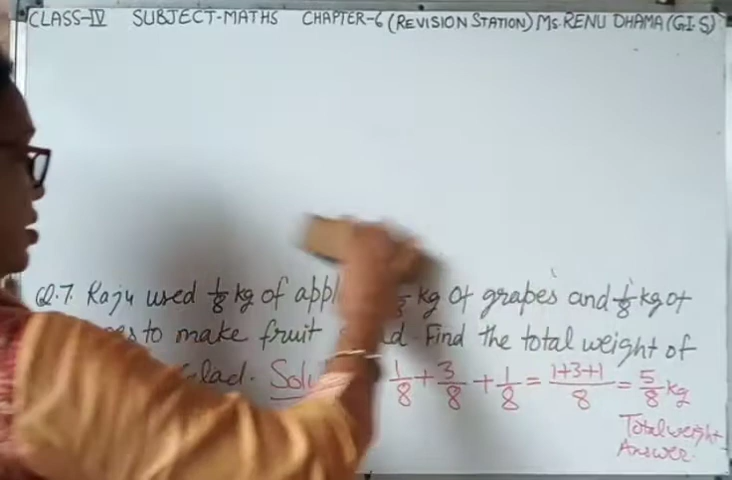 CLASS-IV SUBJECT-MATHS CHAPTER-6 (REVISION STATION) Ms. RENU DHAMA (G.I.S)
Q.7. Raju used 1/8 kg of appl kg of grapes and 1/8 kg of
to make fruit Find the total weight of
Solu 1/8 + 3/8 + 1/8 = 1+3+1/8 = 5/8 kg
Total weight
Answer.